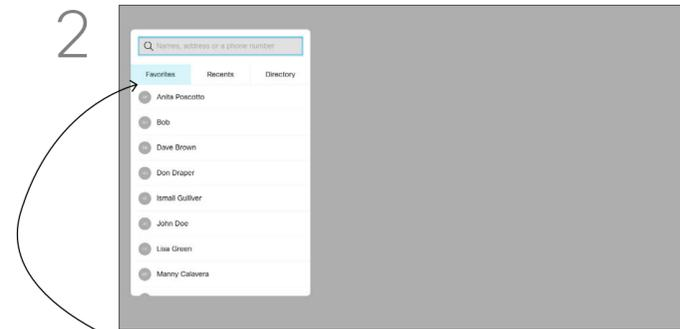 2
Names, address or a phone number
Favorites Recents Directory
Anita Poscotto
Bob
Dave Brown
Don Draper
Ismail Gulliver
John Doe
Lisa Green
Manny Calavera